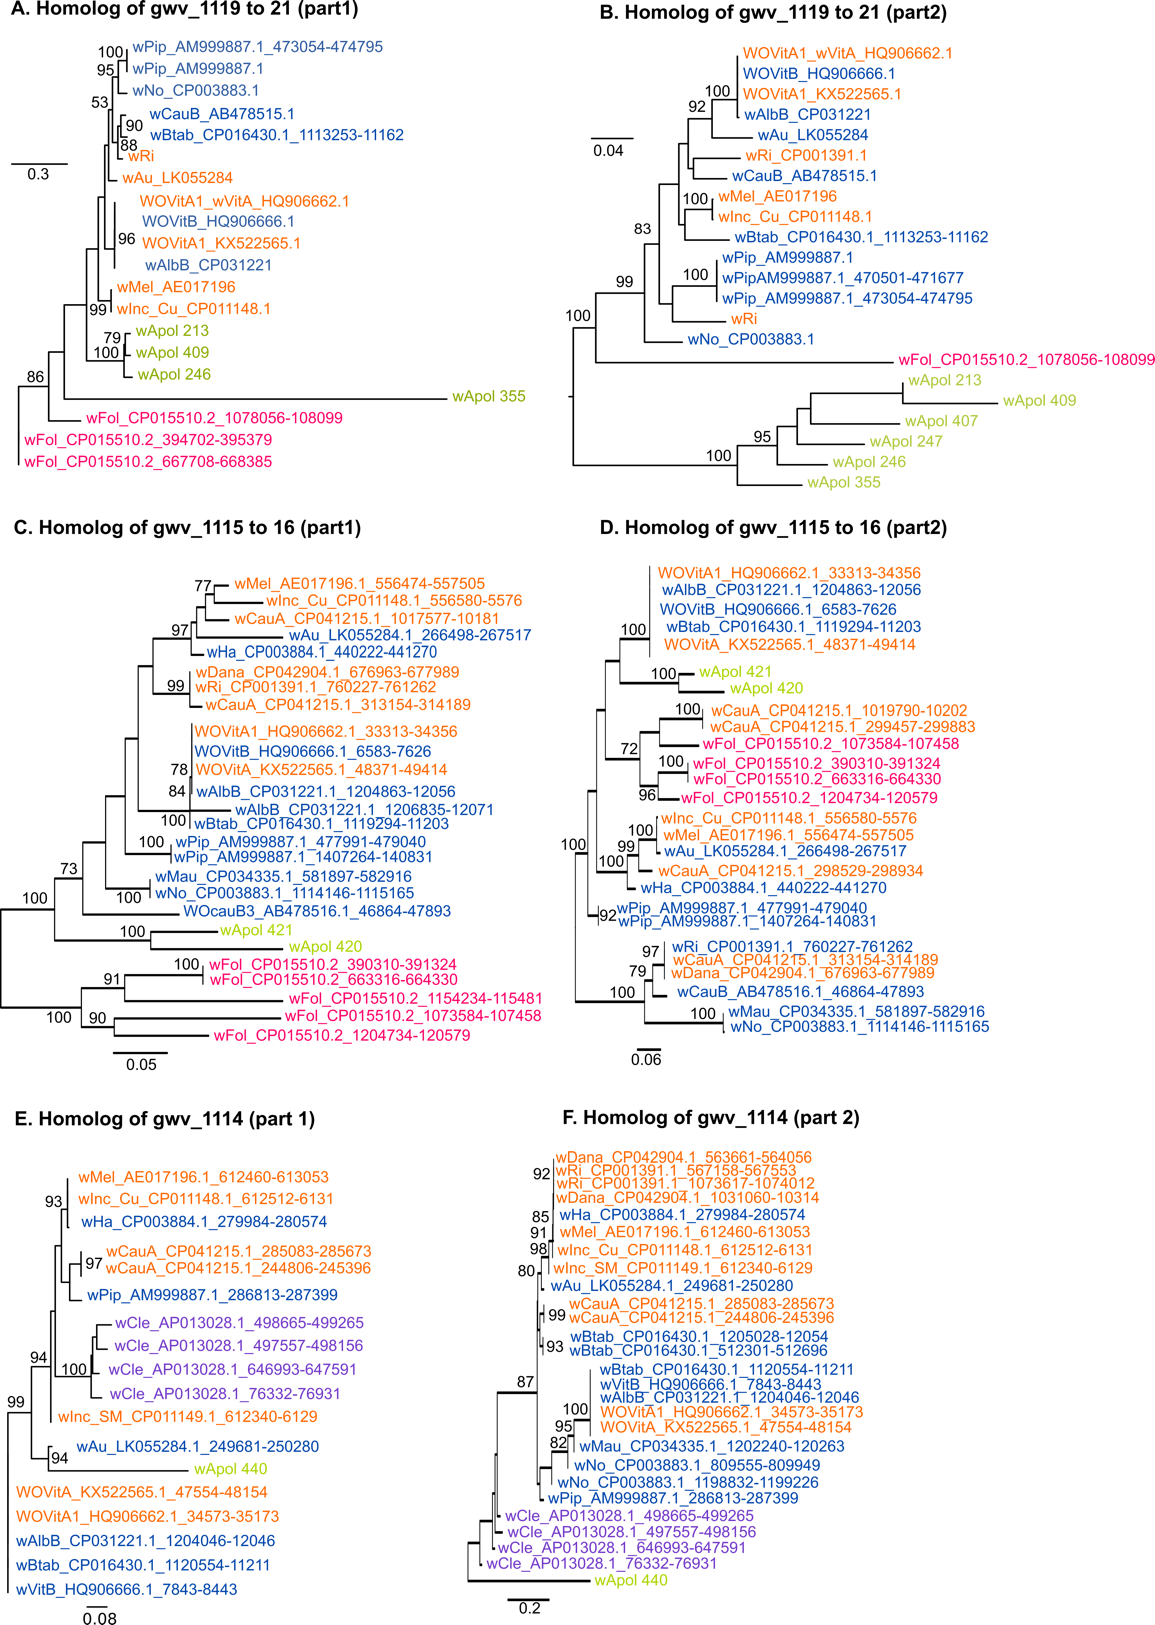 A. Homolog of gwv_1119 to 21 (part1)
100
wPip_AM999887.1_473054-474795
95
wPip_AM999887.1
wNo_CP003883.1
53
wCauB_AB478515.1
90
wBtab_CP016430.1_1113253-11162
88
wRi
0.3
wAu_LK055284
WOVitA1_wVitA_HQ906662.1
WOVitB_HQ906666.1
96
WOVitA1_KX522565.1
wAlbB_CP031221
wMel_AE017196
99
wInc_Cu_CP011148.1
wApol 213
79
100
wApol 409
wApol 246
86
wApol 355
wFol_CP015510.2_1078056-108099
wFol_CP015510.2_394702-395379
wFol_CP015510.2_667708-668385
B. Homolog of gwv_1119 to 21 (part2)
WOVitA1_wVitA_HQ906662.1
WOVitB_HQ906666.1
100
WOVitA1_KX522565.1
92
wAlbB_CP031221
wAu_LK055284
0.04
wRi_CP001391.1
wCauB_AB478515.1
100
wMel_AE017196
wInc_Cu_CP011148.1
83
wBtab_CP016430.1_1113253-11162
wPip_AM999887.1
100
wPipAM999887.1_470501-471677
99
wPip_AM999887.1_473054-474795
100
wRi
wNo_CP003883.1
wFol_CP015510.2_1078056-108099
wApol 213
wApol 409
wApol 407
95
wApol 247
100
wApol 246
wApol 355
C. Homolog of gwv_1115 to 16 (part1)
77
wMel_AE017196.1_556474-557505
wInc_Cu_CP011148.1_556580-5576
wCauA_CP041215.1_1017577-10181
97
wAu_LK055284.1_266498-267517
wHa_CP003884.1_440222-441270
wDana_CP042904.1_676963-677989
99
wRi_CP001391.1_760227-761262
wCauA_CP041215.1_313154-314189
WOVitA1_HQ906662.1_33313-34356
WOVitB_HQ906666.1_6583-7626
78
WOVitA_KX522565.1_48371-49414
84
wAlbB_CP031221.1_1204863-12056
wAlbB_CP031221.1_1206835-12071
100
wBtab_CP016430.1_1119294-11203
100
wPip_AM999887.1_477991-479040
wPip_AM999887.1_1407264-140831
73
wMau_CP034335.1_581897-582916
100
wNo_CP003883.1_1114146-1115165
100
WOcauB3_AB478516.1_46864-47893
100
wApol 421
wApol 420
100
wFol_CP015510.2_390310-391324
91
wFol_CP015510.2_663316-664330
wFol_CP015510.2_1154234-115481
100
90
wFol_CP015510.2_1073584-107458
wFol_CP015510.2_1204734-120579
0.05
D. Homolog of gwv_1115 to 16 (part2)
WOVitA1_HQ906662.1_33313-34356
wAlbB_CP031221.1_1204863-12056
WOVitB_HQ906666.1_6583-7626
100
wBtab_CP016430.1_1119294-11203
WOVitA_KX522565.1_48371-49414
100
wApol 421
wApol 420
100
wCauA_CP041215.1_1019790-10202
wCauA_CP041215.1_299457-299883
72
wFol_CP015510.2_1073584-107458
100
wFol_CP015510.2_390310-391324
wFol_CP015510.2_663316-664330
96
wFol_CP015510.2_1204734-120579
wInc_Cu_CP011148.1_556580-5576
100
wMel_AE017196.1_556474-557505
100
99
wAu_LK055284.1_266498-267517
100
wCauA_CP041215.1_298529-298934
wHa_CP003884.1_440222-441270
92
wPip_AM999887.1_477991-479040
wPip_AM999887.1_1407264-140831
97
wRi_CP001391.1_760227-761262
wCauA_CP041215.1_313154-314189
79
wDana_CP042904.1_676963-677989
100
wCauB_AB478516.1_46864-47893
100
wMau_CP034335.1_581897-582916
wNo_CP003883.1_1114146-1115165
0.06
E. Homolog of gwv_1114 (part 1)
wMel_AE017196.1_612460-613053
93
wInc_Cu_CP011148.1_612512-6131
wHa_CP003884.1_279984-280574
wCauA_CP041215.1_285083-285673
97
wCauA_CP041215.1_244806-245396
wPip_AM999887.1_286813-287399
wCle_AP013028.1_498665-499265
wCle_AP013028.1_497557-498156
94
100
wCle_AP013028.1_646993-647591
wCle_AP013028.1_76332-76931
99
wInc_SM_CP011149.1_612340-6129
wAu_LK055284.1_249681-250280
94
wApol 440
WOVitA_KX522565.1_47554-48154
WOVitA1_HQ906662.1_34573-35173
wAlbB_CP031221.1_1204046-12046
wBtab_CP016430.1_1120554-11211
wVitB_HQ906666.1_7843-8443
0.08
F. Homolog of gwv_1114 (part 2)
wDana_CP042904.1_563661-564056
92
wRi_CP001391.1_567158-567553
wRi_CP001391.1_1073617-1074012
wDana_CP042904.1_1031060-10314
85
wHa_CP003884.1_279984-280574
91
wMel_AE017196.1_612460-613053
98
wInc_Cu_CP011148.1_612512-6131
80
wInc_SM_CP011149.1_612340-6129
wAu_LK055284.1_249681-250280
wCauA_CP041215.1_285083-285673
99
wCauA_CP041215.1_244806-245396
wBtab_CP016430.1_1205028-12054
93
wBtab_CP016430.1_512301-512696
wBtab_CP016430.1_1120554-11211
87
wVitB_HQ906666.1_7843-8443
wAlbB_CP031221.1_1204046-12046
100
WOVitA1_HQ906662.1_34573-35173
95
WOVitA_KX522565.1_47554-48154
82
wMau_CP034335.1_1202240-120263
wNo_CP003883.1_809555-809949
wNo_CP003883.1_1198832-1199226
wPip_AM999887.1_286813-287399
wCle_AP013028.1_498665-499265
wCle_AP013028.1_497557-498156
wCle_AP013028.1_646993-647591
wCle_AP013028.1_76332-76931
wApol 440
0.2